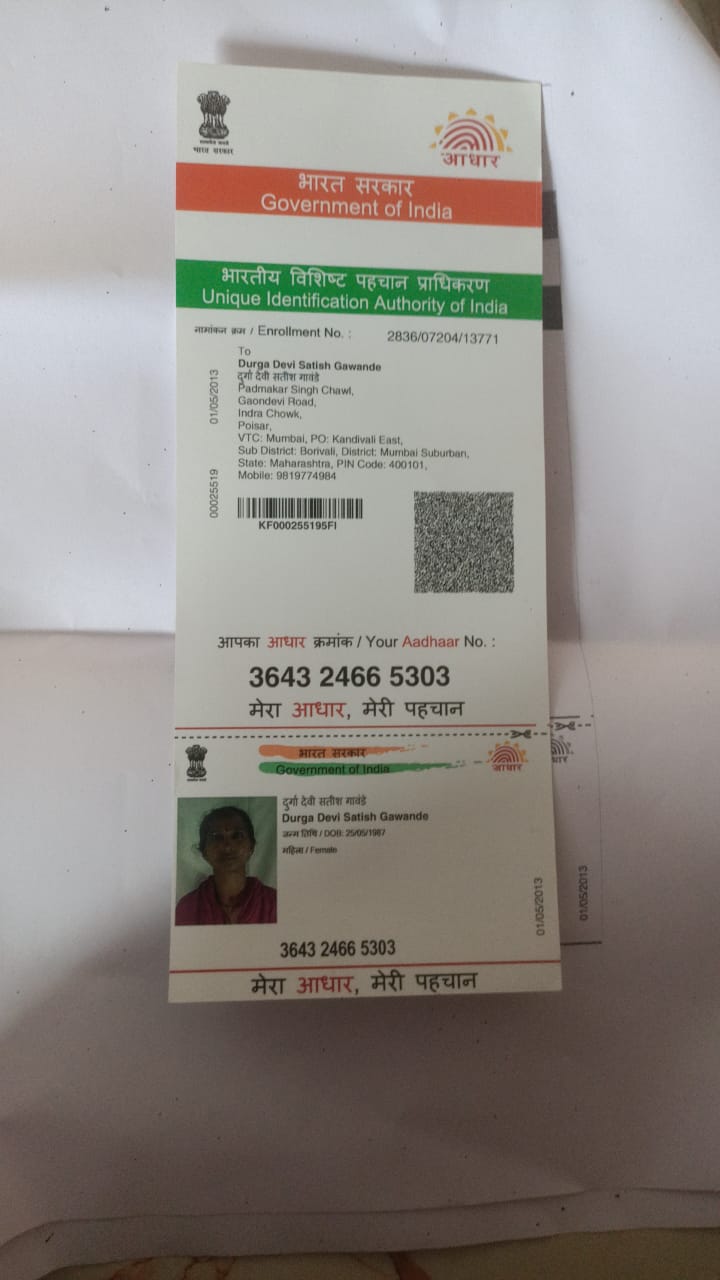 सत्यमेव जयते
भारत सरकार
आधार
भारत सरकार
Government of India
भारतीय विशिष्ट पहचान प्राधिकरण
Unique Identification Authority of India
नामांकन क्रम / Enrollment No. : 2836/07204/13771
To
Durga Devi Satish Gawande
दुर्गा देवी सतीश गावंडे
Padmakar Singh Chawl,
Gaondevi Road,
Indra Chowk,
Poisar,
VTC: Mumbai, PO: Kandivali East,
Sub District: Borivali, District: Mumbai Suburban,
State: Maharashtra, PIN Code: 400101,
Mobile: 9819774984
01/05/2013
00025519
KF000255195FI
आपका आधार क्रमांक / Your Aadhaar No. :
3643 2466 5303
मेरा आधार, मेरी पहचान
भारत सरकार
Government of India
आधार
दुर्गा देवी सतीश गावंडे
Durga Devi Satish Gawande
जन्म तिथि / DOB: 25/05/1987
महिला / Female
01/05/2013
01/05/2013
3643 2466 5303
मेरा आधार, मेरी पहचान